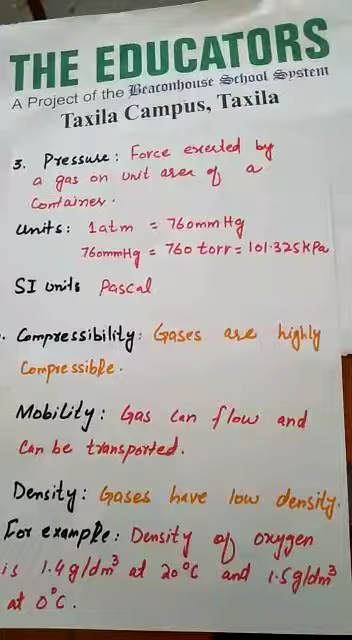 THE EDUCATORS
A Project of the Beaconhouse School System
Taxila Campus, Taxila
3. Pressure: Force exerted by
a gas on unit area of a
container.
Units: 1atm = 760mmHg
760mmHg = 760 torr = 101.325kPa
SI units Pascal
. Compressibility: Gases are highly
Compressible.
Mobility: Gas can flow and
can be transported.
Density: Gases have low density.
For example: Density of oxygen
is 1.4g/dm³ at 20°C and 1.5g/dm³
at 0°C.